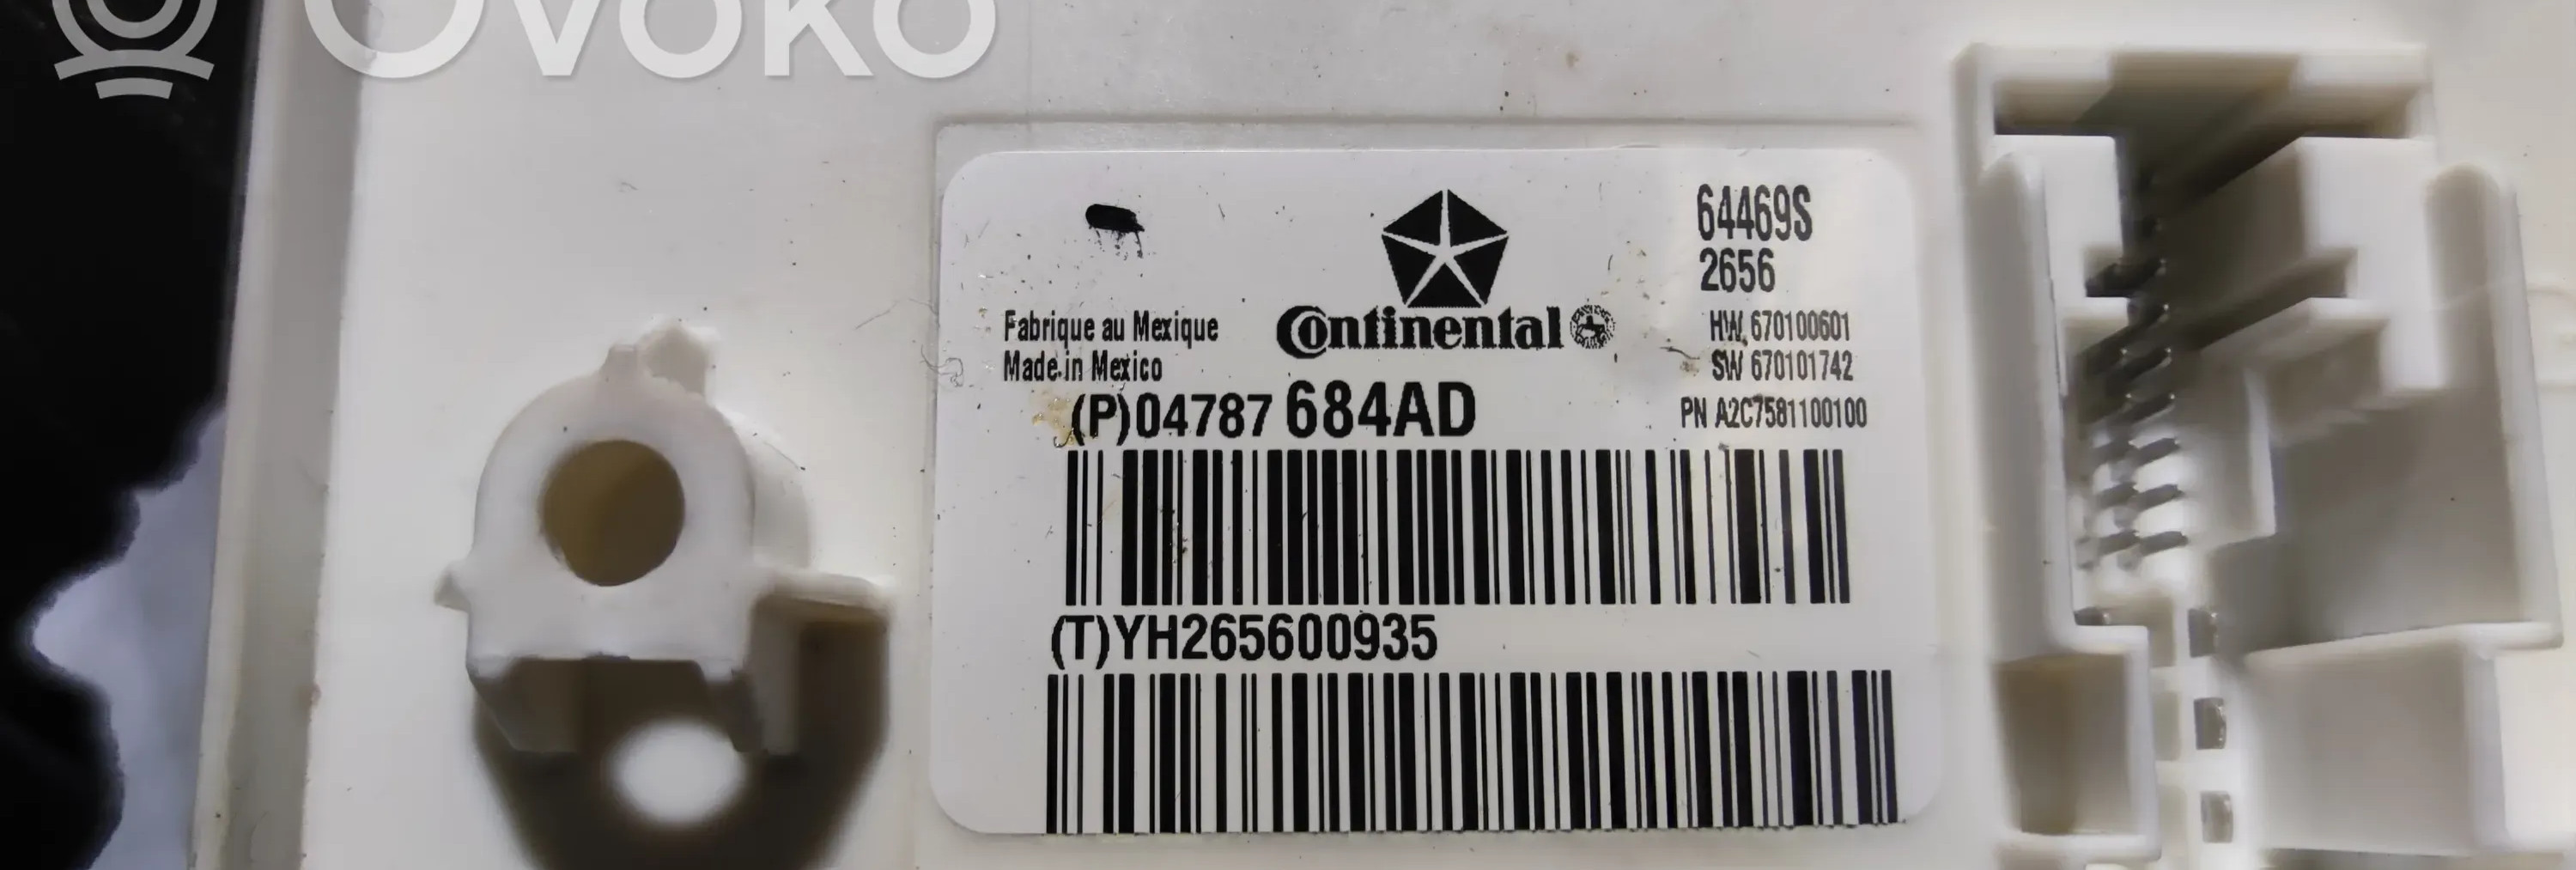 OVOKO
64469S
2656
Fabrique au Mexique
Made in Mexico
Continental
HW 670100601
SW 670101742
(P)04787 684AD
PN A2C7581100100
(T)YH265600935